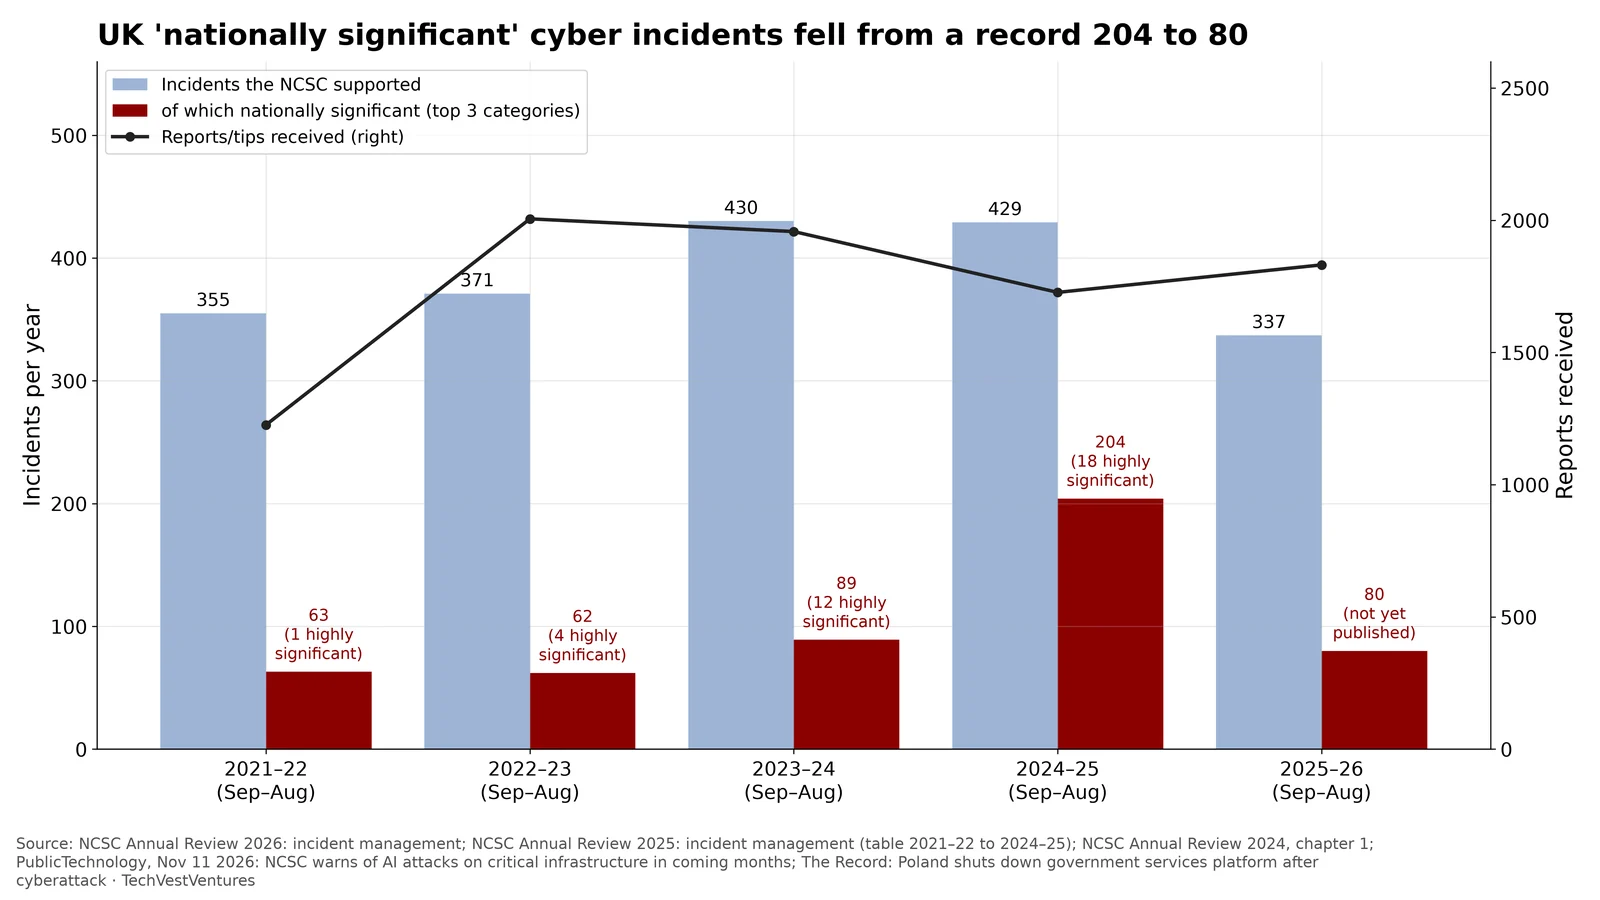 UK 'nationally significant' cyber incidents fell from a record 204 to 80
Incidents the NCSC supported
of which nationally significant (top 3 categories)
Reports/tips received (right)
Incidents per year
500
400
300
200
100
0
2500
2000
1500
1000
500
0
Reports received
355
371
430
429
337
63
(1 highly
significant)
62
(4 highly
significant)
89
(12 highly
significant)
204
(18 highly
significant)
80
(not yet
published)
2021–22
(Sep–Aug)
2022–23
(Sep–Aug)
2023–24
(Sep–Aug)
2024–25
(Sep–Aug)
2025–26
(Sep–Aug)
Source: NCSC Annual Review 2026: incident management; NCSC Annual Review 2025: incident management (table 2021–22 to 2024–25); NCSC Annual Review 2024, chapter 1;
PublicTechnology, Nov 11 2026: NCSC warns of AI attacks on critical infrastructure in coming months; The Record: Poland shuts down government services platform after
cyberattack · TechVestVentures